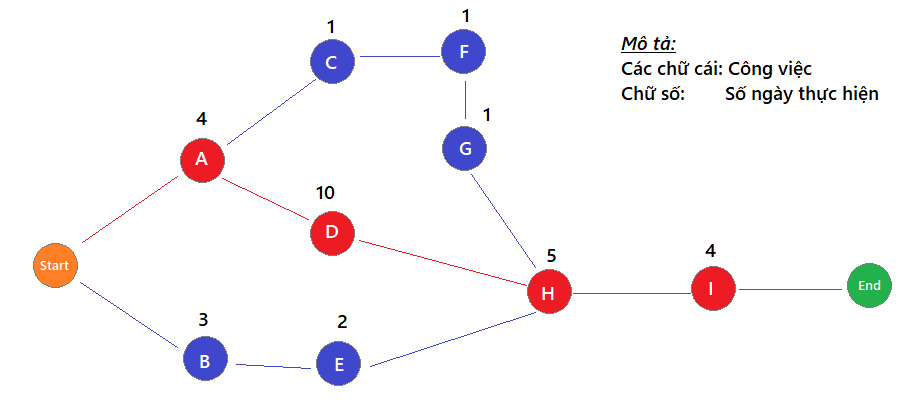 1
C
1
F
Mô tả:
Các chữ cái: Công việc
Chữ số: Số ngày thực hiện
4
A
1
G
10
D
Start
5
H
4
I
End
3
B
2
E